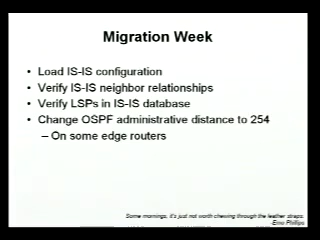 Migration Week
• Load IS-IS configuration
• Verify IS-IS neighbor relationships
• Verify LSPs in IS-IS database
• Change OSPF administrative distance to 254
– On some edge routers
Some mornings, it's just not worth chewing through the leather straps.
-Emo Phillips